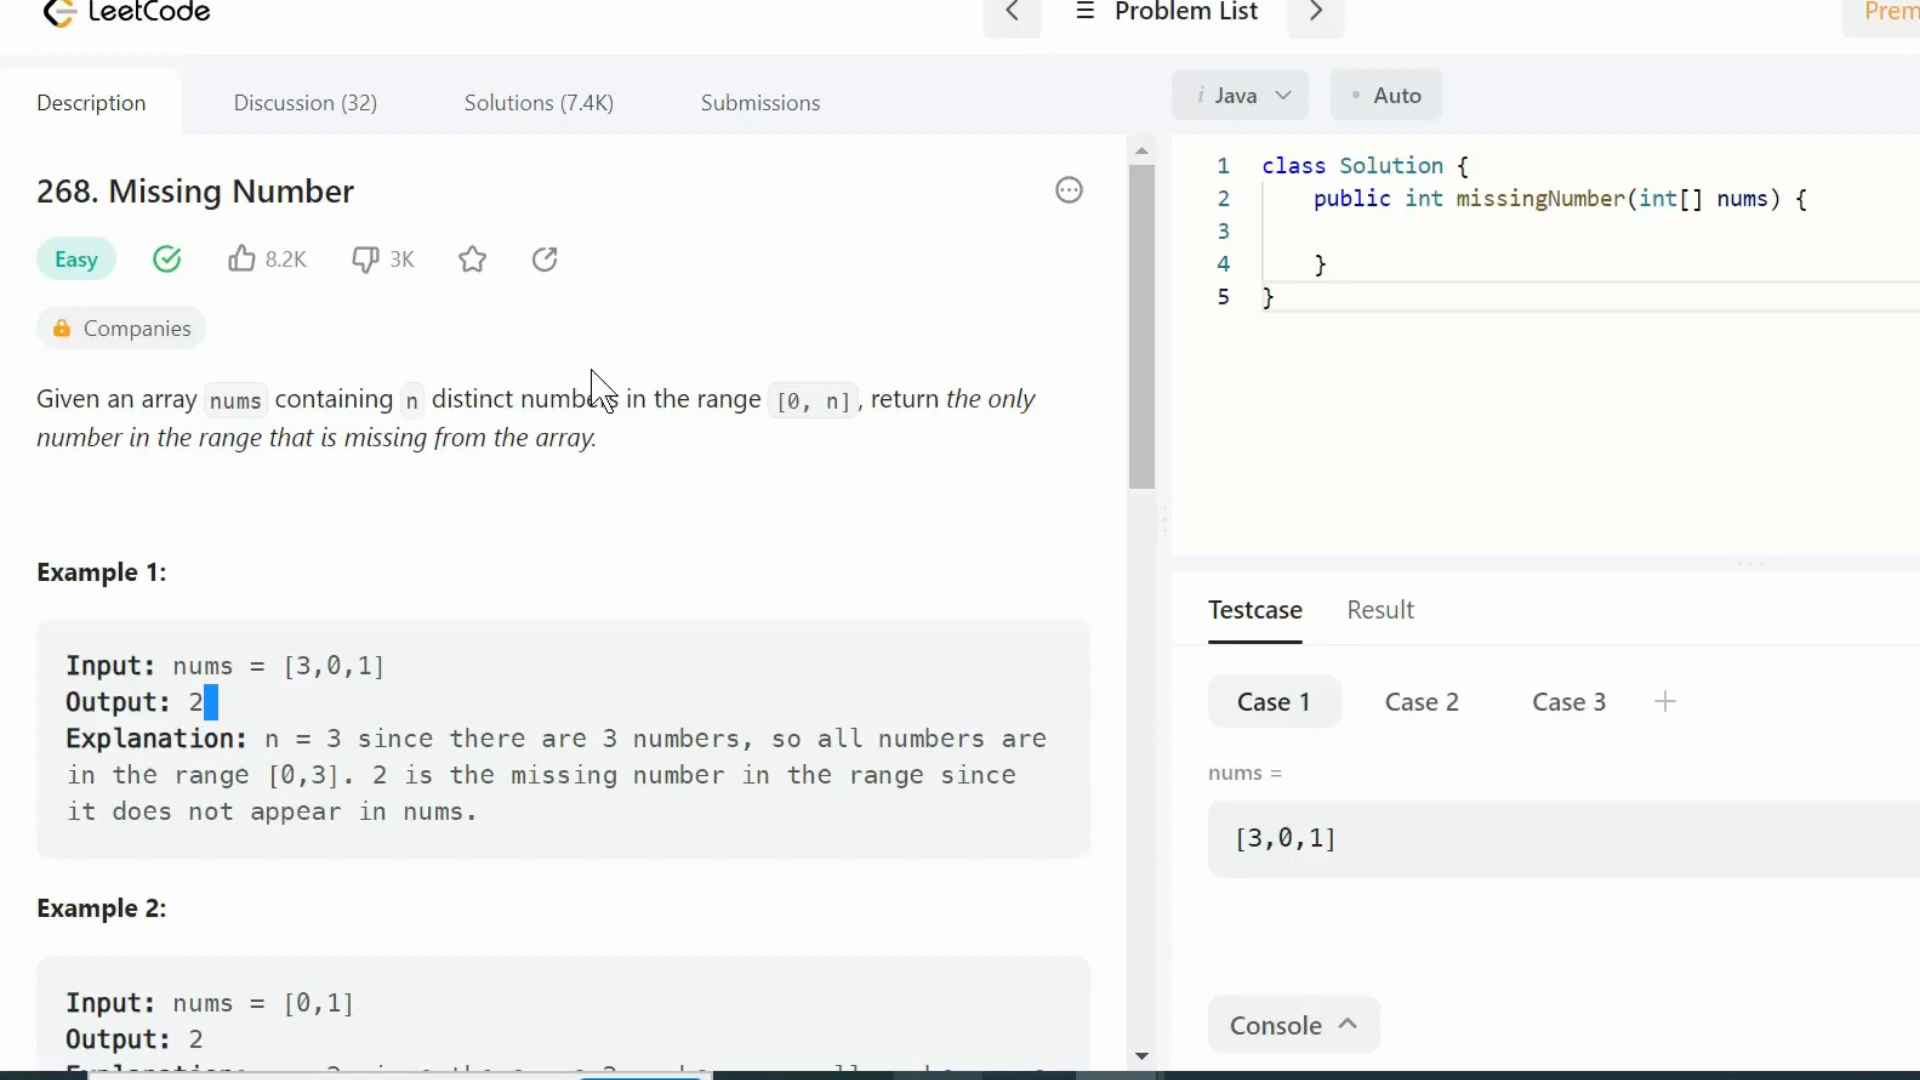 LeetCode
Problem List
Prem
Description
Discussion (32)
Solutions (7.4K)
Submissions
i Java
Auto
268. Missing Number
Easy
8.2K
3K
Companies
Given an array nums containing n distinct numbers in the range [0, n], return the only
number in the range that is missing from the array.
Example 1:
Input: nums = [3,0,1]
Output: 2
Explanation: n = 3 since there are 3 numbers, so all numbers are
in the range [0,3]. 2 is the missing number in the range since
it does not appear in nums.
Example 2:
Input: nums = [0,1]
Output: 2
1 class Solution {
2 public int missingNumber(int[] nums) {
3
4 }
5 }
Testcase
Result
Case 1
Case 2
Case 3
nums =
[3,0,1]
Console